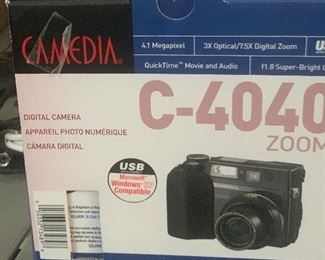 CAMEDIA
4.1 Megapixel
3X Optical/7.5X Digital Zoom
QuickTime™ Movie and Audio
f1.8 Super-Bright
C-4040
ZOOM
DIGITAL CAMERA
APPAREIL PHOTO NUMÉRIQUE
CÁMARA DIGITAL
USB
Microsoft
Windows XP
Compatible